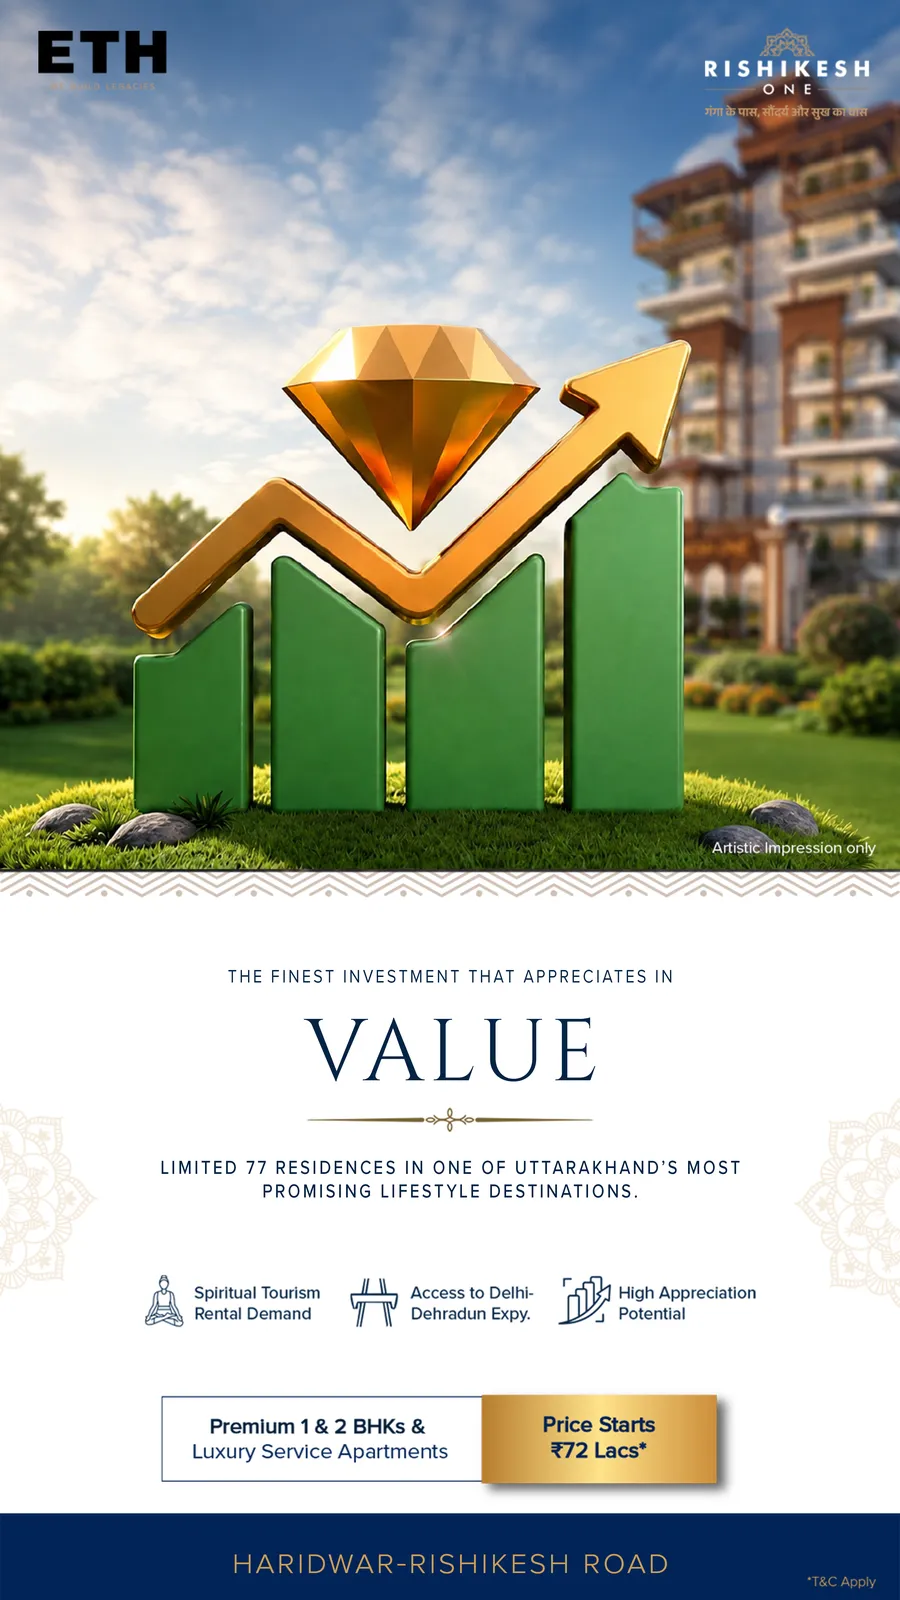 ETH
RISHIKESH
ONE
गंगा के पास, सौंदर्य और सुख का वास
Artistic Impression only
THE FINEST INVESTMENT THAT APPRECIATES IN
VALUE
LIMITED 77 RESIDENCES IN ONE OF UTTARAKHAND'S MOST
PROMISING LIFESTYLE DESTINATIONS.
Spiritual Tourism
Rental Demand
Access to Delhi-
Dehradun Expy.
High Appreciation
Potential
Premium 1 & 2 BHKs &
Luxury Service Apartments
Price Starts
₹72 Lacs*
HARIDWAR-RISHIKESH ROAD
*T&C Apply